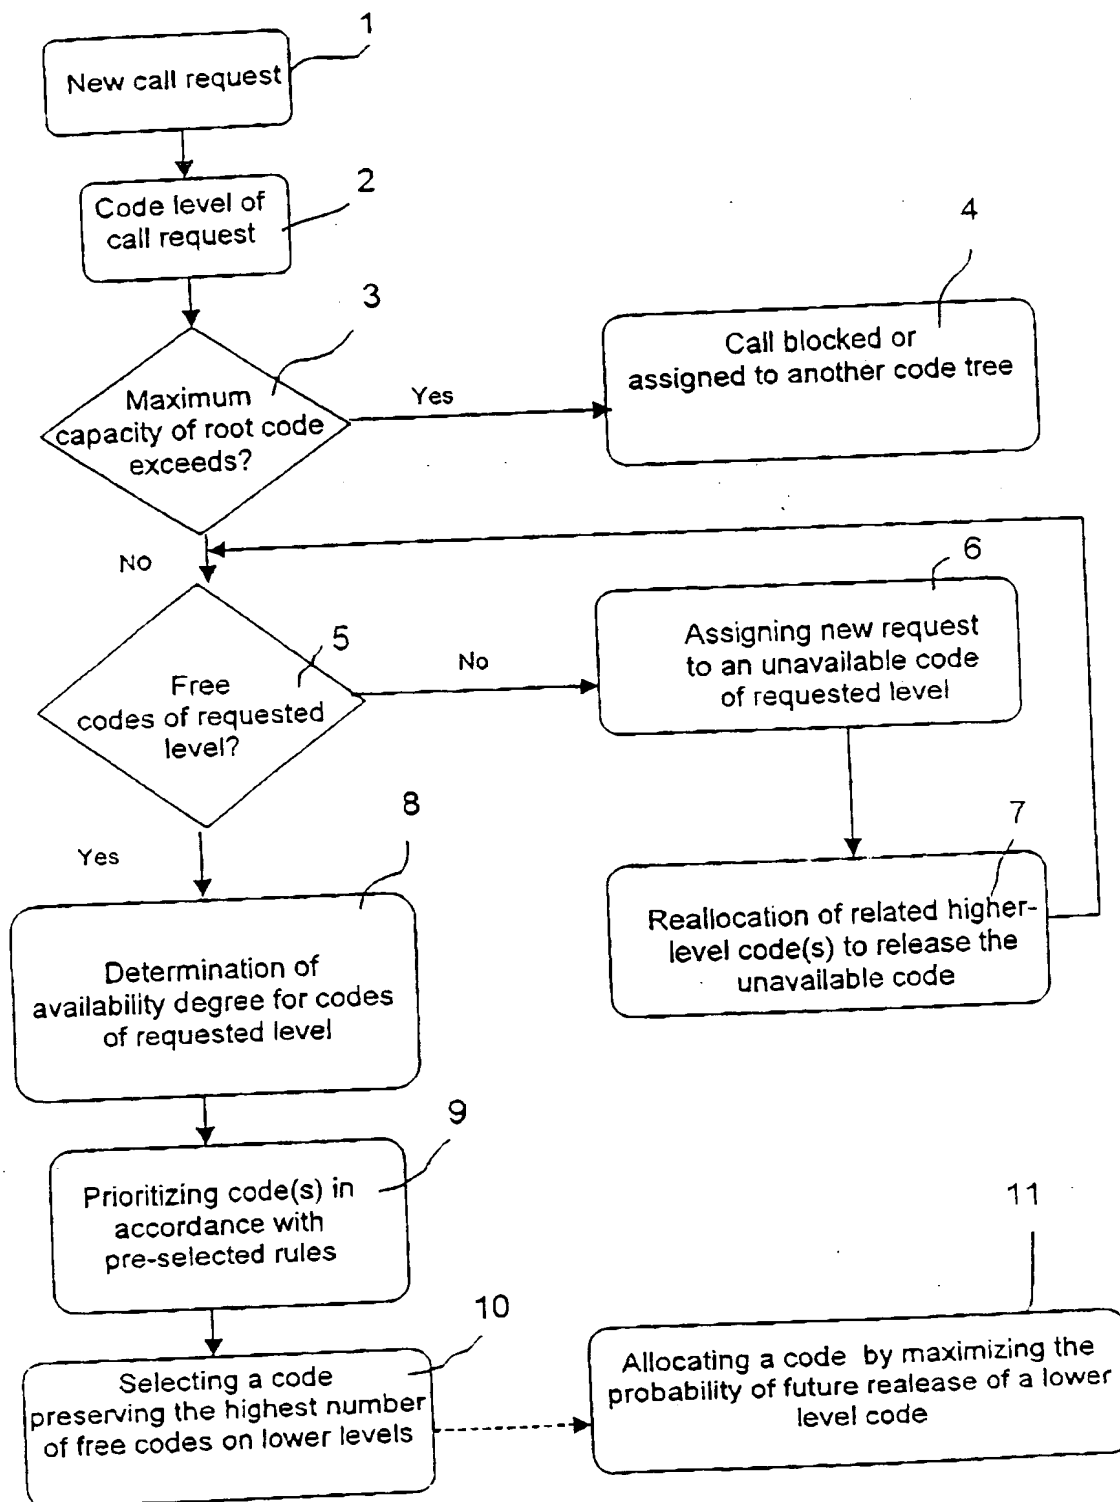 1
New call request
2
Code level of
call request
3
4
Maximum
capacity of root code
exceeds?
Yes
Call blocked or
assigned to another code tree
No
5
Free
codes of requested
level?
No
6
Assigning new request
to an unavailable code
of requested level
7
Reallocation of related higher-
level code(s) to release the
unavailable code
Yes
8
Determination of
availability degree for codes
of requested level
9
Prioritizing code(s) in
accordance with
pre-selected rules
10
Selecting a code
preserving the highest number
of free codes on lower levels
11
Allocating a code by maximizing the
probability of future realease of a lower
level code